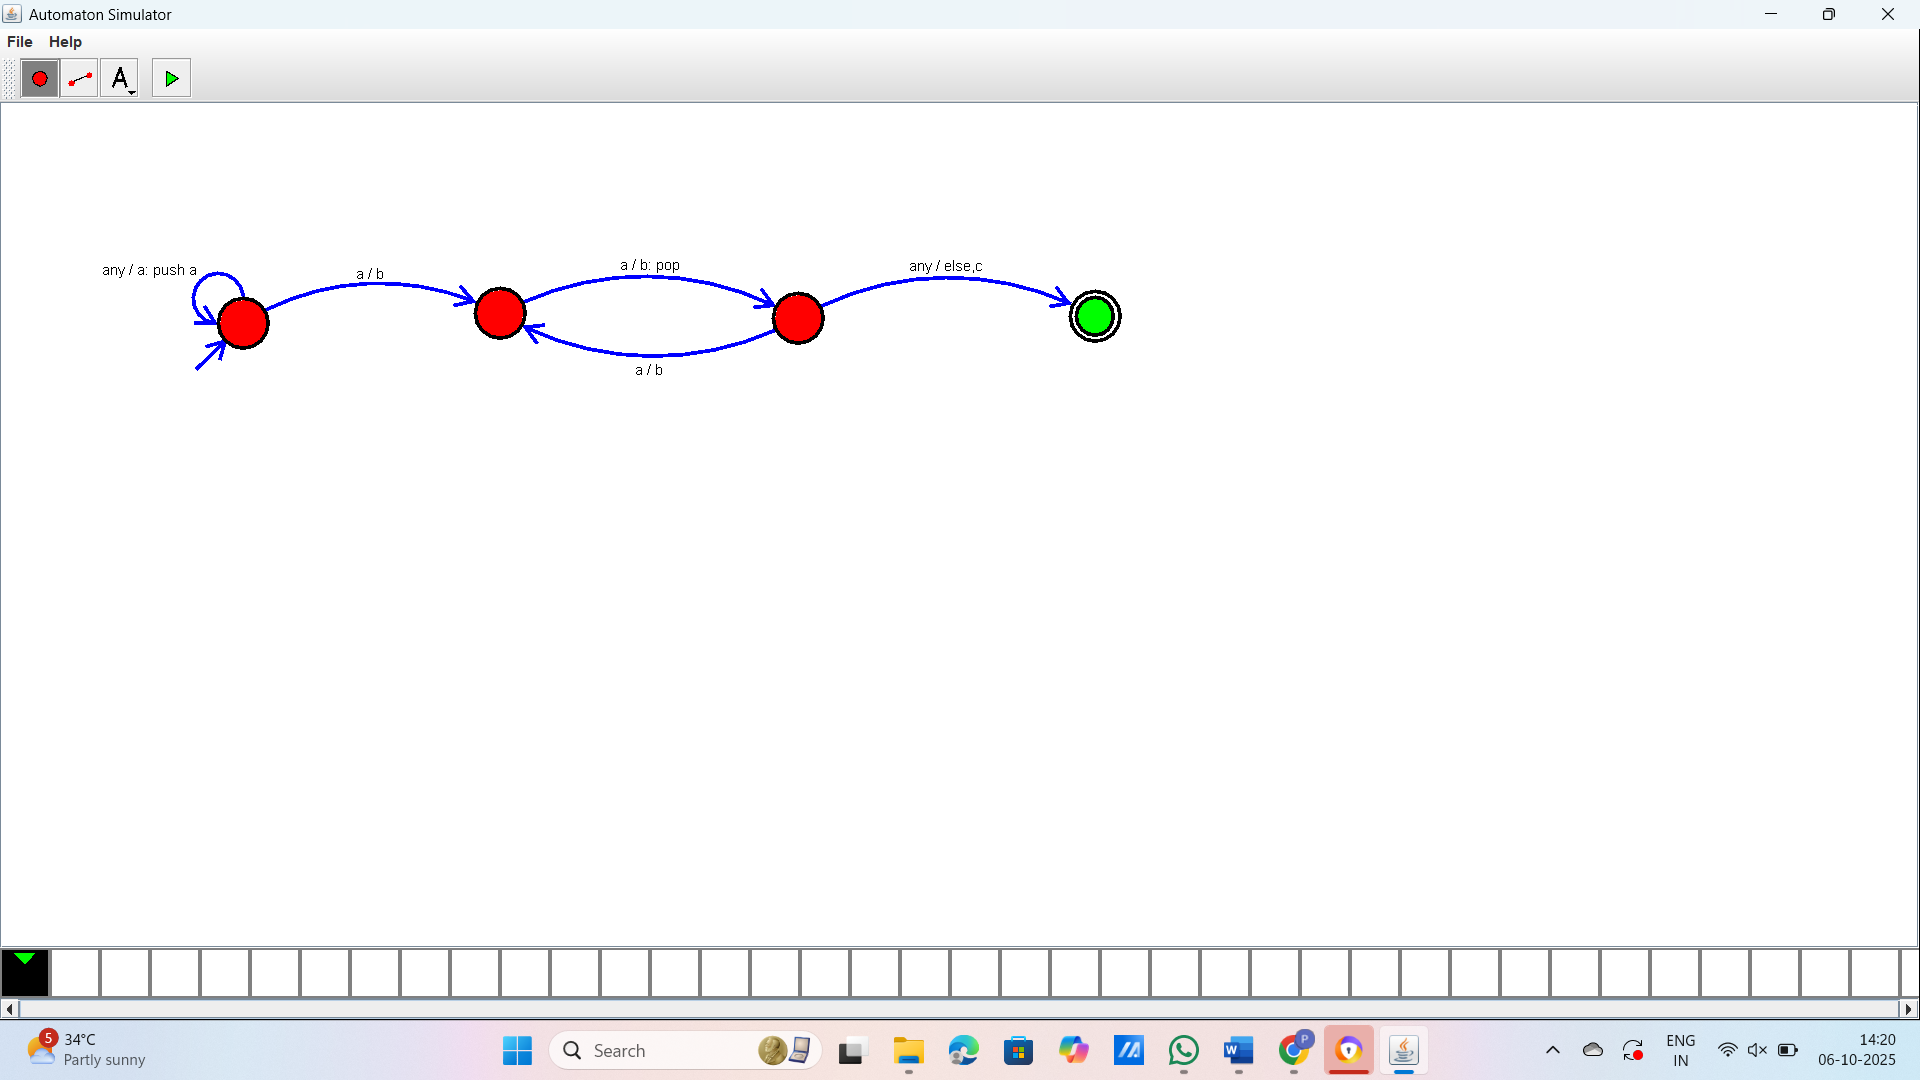 Automaton Simulator
File Help
A
any / a: push a
a / b
a / b: pop
any / else,c
a / b
5
34°C
Partly sunny
Search
W
P
ENG
IN
14:20
06-10-2025